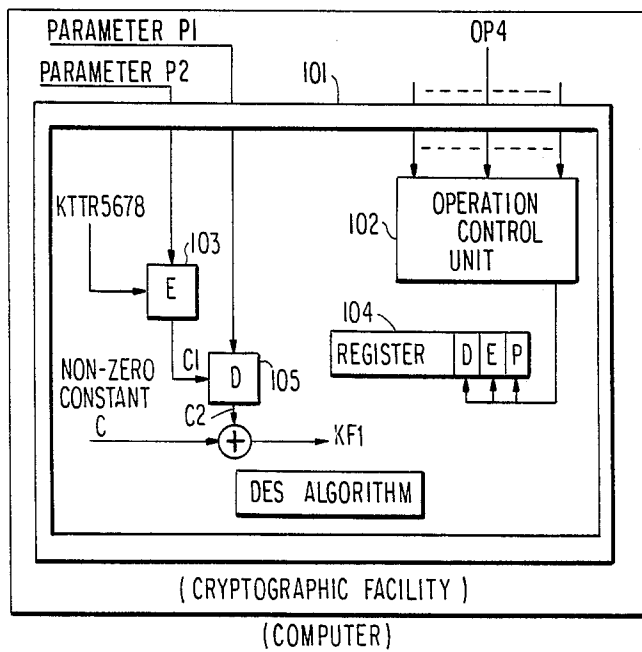 PARAMETER P1
OP4
PARAMETER P2
101
KTTR5678
103
E
OPERATION
CONTROL
UNIT
102
104
REGISTER D E P
C1
D
105
NON-ZERO
CONSTANT
C
C2
+
KF1
DES ALGORITHM
(CRYPTOGRAPHIC FACILITY)
(COMPUTER)